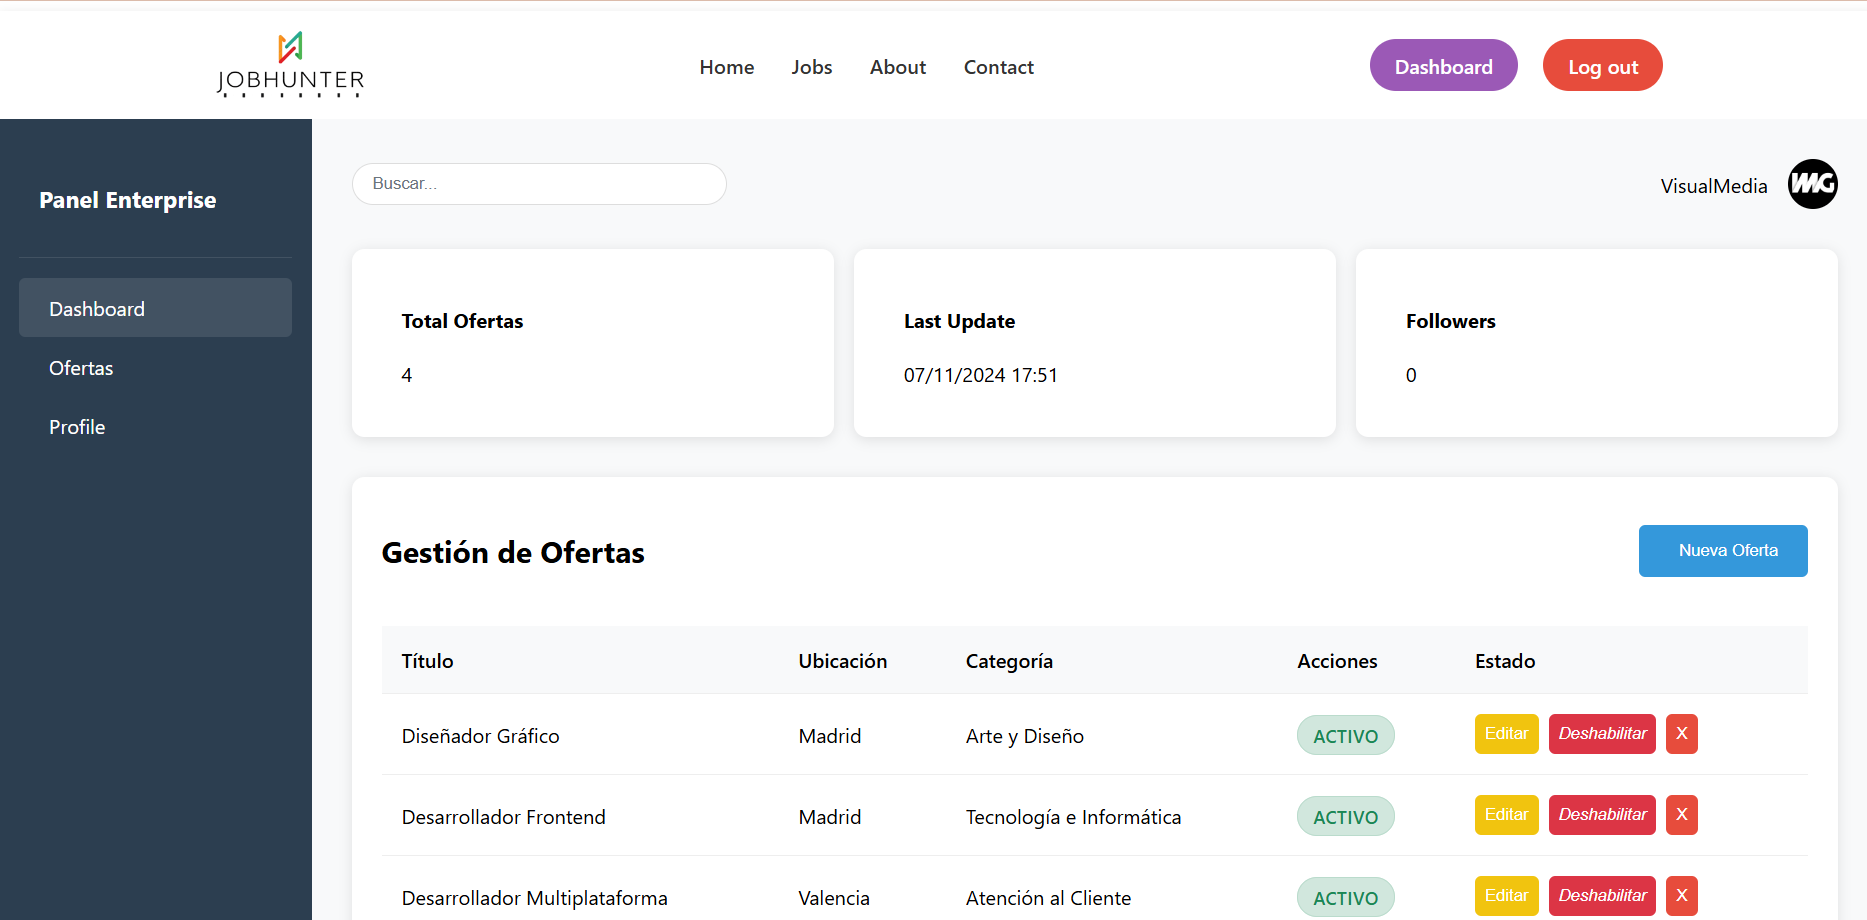 JOBHUNTER
Home Jobs About Contact
Dashboard Log out
Panel Enterprise
Dashboard
Ofertas
Profile
Buscar...
VisualMedia
Total Ofertas
4
Last Update
07/11/2024 17:51
Followers
0
Gestión de Ofertas
Nueva Oferta
Título Ubicación Categoría Acciones Estado
Diseñador Gráfico Madrid Arte y Diseño ACTIVO Editar Deshabilitar X
Desarrollador Frontend Madrid Tecnología e Informática ACTIVO Editar Deshabilitar X
Desarrollador Multiplataforma Valencia Atención al Cliente ACTIVO Editar Deshabilitar X